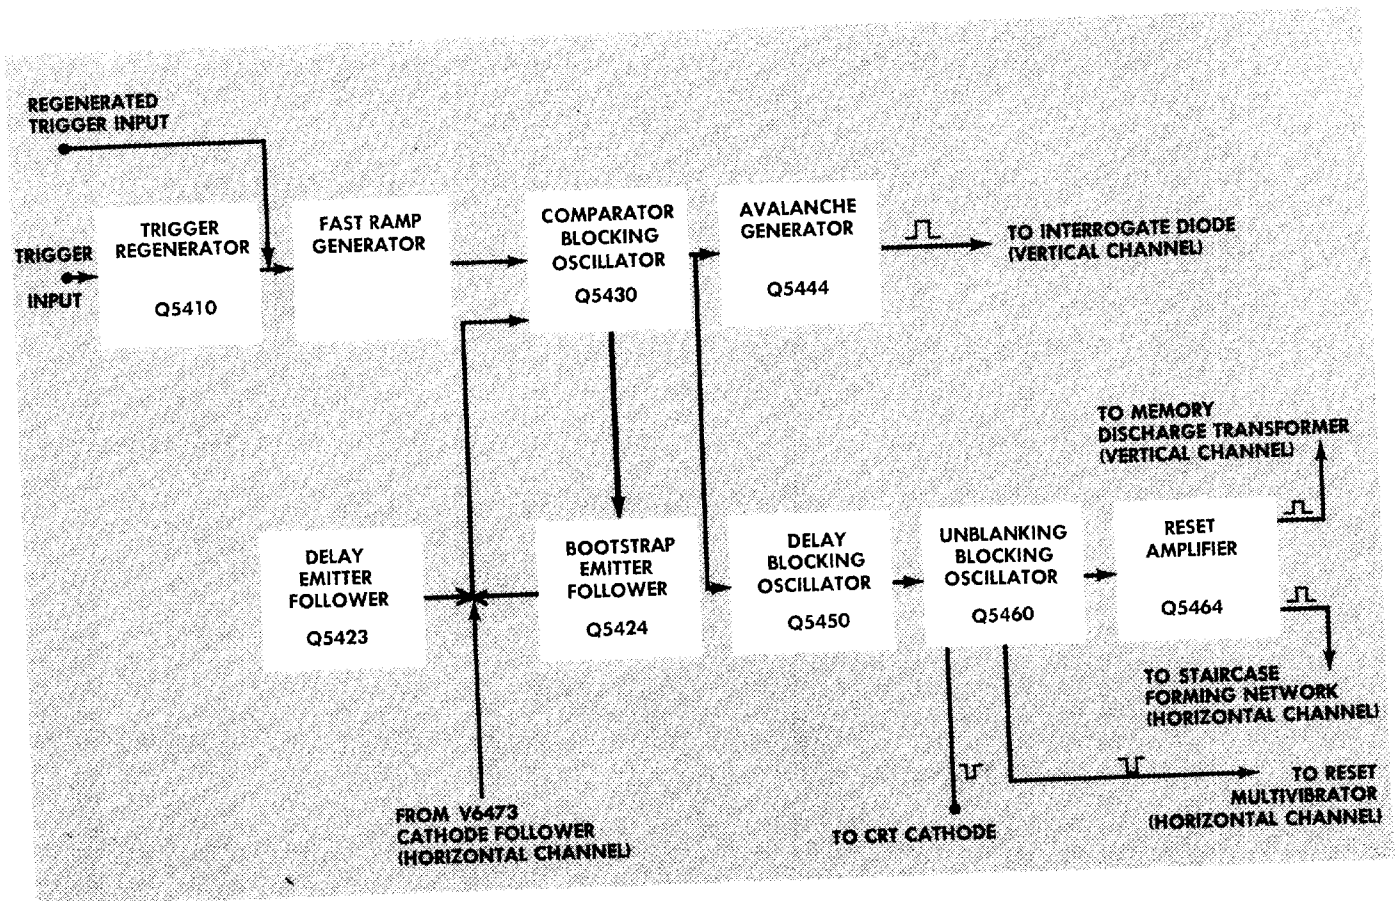 REGENERATED
TRIGGER INPUT
TRIGGER
INPUT
TRIGGER
REGENERATOR
Q5410
FAST RAMP
GENERATOR
COMPARATOR
BLOCKING
OSCILLATOR
Q5430
AVALANCHE
GENERATOR
Q5444
TO INTERROGATE DIODE
(VERTICAL CHANNEL)
TO MEMORY
DISCHARGE TRANSFORMER
(VERTICAL CHANNEL)
DELAY
EMITTER
FOLLOWER
Q5423
BOOTSTRAP
EMITTER
FOLLOWER
Q5424
DELAY
BLOCKING
OSCILLATOR
Q5450
UNBLANKING
BLOCKING
OSCILLATOR
Q5460
RESET
AMPLIFIER
Q5464
TO STAIRCASE
FORMING NETWORK
(HORIZONTAL CHANNEL)
FROM V6473
CATHODE FOLLOWER
(HORIZONTAL CHANNEL)
TO CRT CATHODE
TO RESET
MULTIVIBRATOR
(HORIZONTAL CHANNEL)